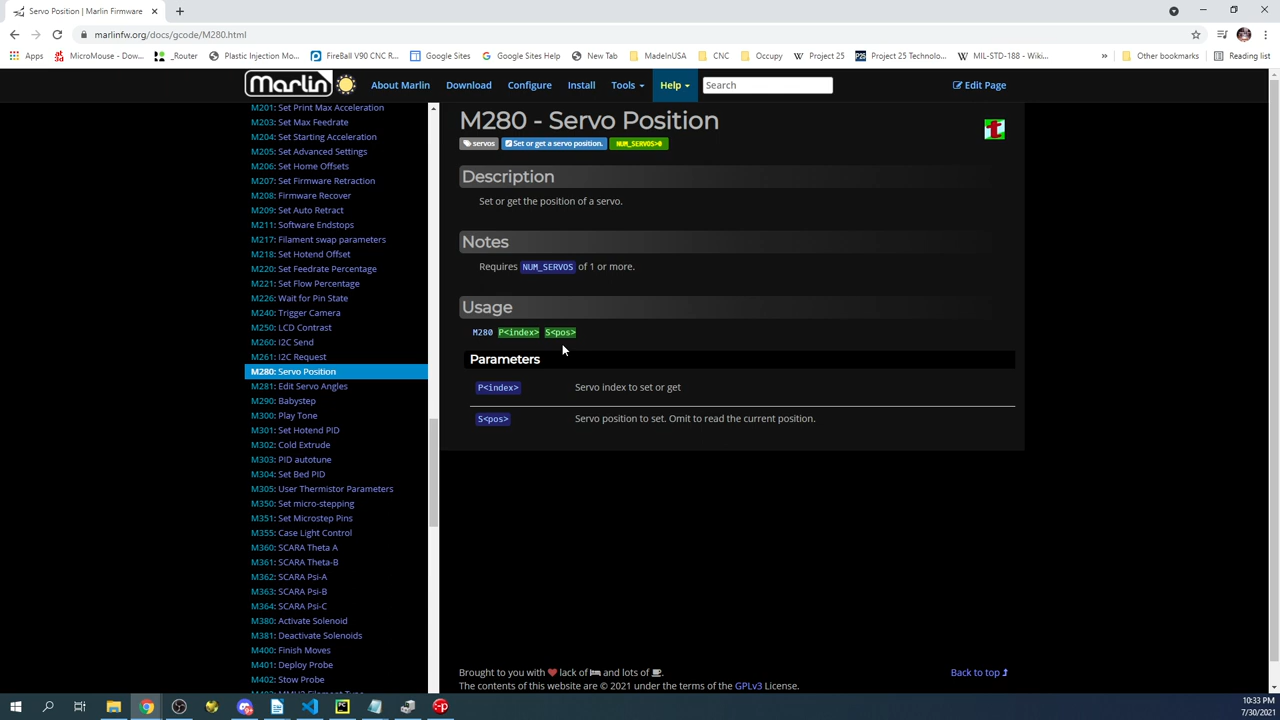 Servo Position | Marlin Firmware
marlinfw.org/docs/gcode/M280.html
Apps
MicroMouse - Dow...
_Router
Plastic Injection Mo...
FireBall V90 CNC R...
Google Sites
Google Sites Help
New Tab
MadeInUSA
CNC
Occupy
Project 25
Project 25 Technolo...
MIL-STD-188 - Wiki...
»
Other bookmarks
Reading list
Marlin
About Marlin
Download
Configure
Install
Tools
Help
Search
Edit Page
M201: Set Print Max Acceleration
M203: Set Max Feedrate
M204: Set Starting Acceleration
M205: Set Advanced Settings
M206: Set Home Offsets
M207: Set Firmware Retraction
M208: Firmware Recover
M209: Set Auto Retract
M211: Software Endstops
M217: Filament swap parameters
M218: Set Hotend Offset
M220: Set Feedrate Percentage
M221: Set Flow Percentage
M226: Wait for Pin State
M240: Trigger Camera
M250: LCD Contrast
M260: I2C Send
M261: I2C Request
M280: Servo Position
M281: Edit Servo Angles
M290: Babystep
M300: Play Tone
M301: Set Hotend PID
M302: Cold Extrude
M303: PID autotune
M304: Set Bed PID
M305: User Thermistor Parameters
M350: Set micro-stepping
M351: Set Microstep Pins
M355: Case Light Control
M360: SCARA Theta A
M361: SCARA Theta-B
M362: SCARA Psi-A
M363: SCARA Psi-B
M364: SCARA Psi-C
M380: Activate Solenoid
M381: Deactivate Solenoids
M400: Finish Moves
M401: Deploy Probe
M402: Stow Probe
M403: MMU2 Filament Type
M280 - Servo Position
servos
Set or get a servo position.
NUM_SERVOS>0
t
Description
Set or get the position of a servo.
Notes
Requires NUM_SERVOS of 1 or more.
Usage
M280 P<index> S<pos>
Parameters
P<index> Servo index to set or get
S<pos> Servo position to set. Omit to read the current position.
Brought to you with lack of and lots of .
The contents of this website are © 2021 under the terms of the GPLv3 License.
Back to top
10:33 PM
7/30/2021